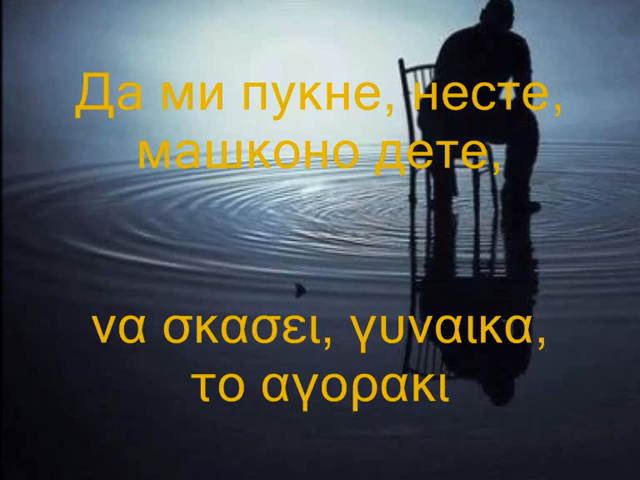 Да ми пукне, несте,
машконо дете,
να σκασει, γυναικα,
το αγορακι